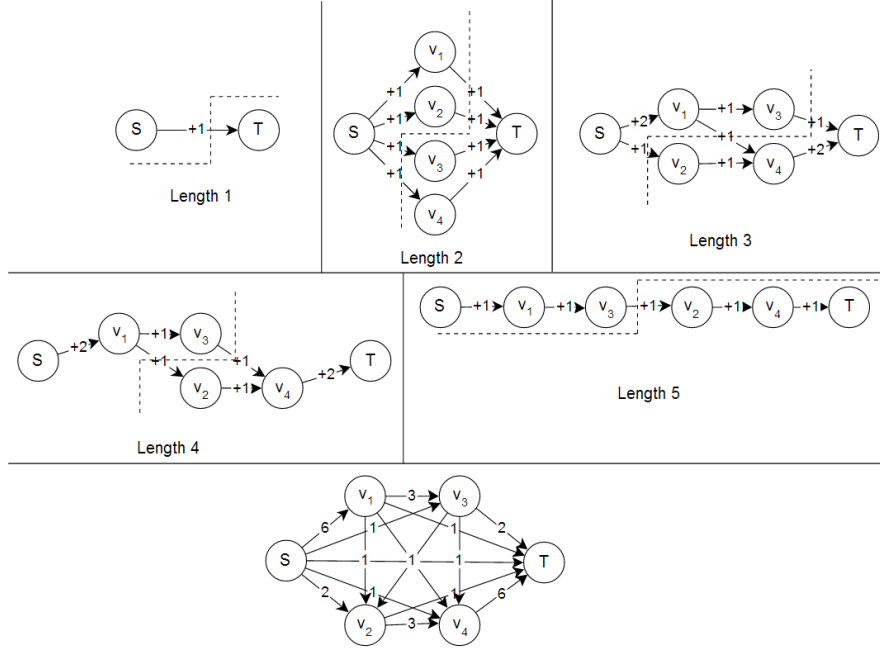 S +1 T
Length 1
v1
+1 +1
v2
+1 +1
S T
+1 +1
v3
+1 +1
v4
Length 2
v1 +1 v3
+2 +1
S +1 T
+1 +2
v2 +1 v4
Length 3
v1 +1 v3
S +2 +1 +1 T
v2 +1 v4 +2
Length 4
S +1 v1 +1 v3 +1 v2 +1 v4 +1 T
Length 5
v1 3 v3
6 1 1 2
S 1 1 1 1 T
2 1 1 6
v2 3 v4